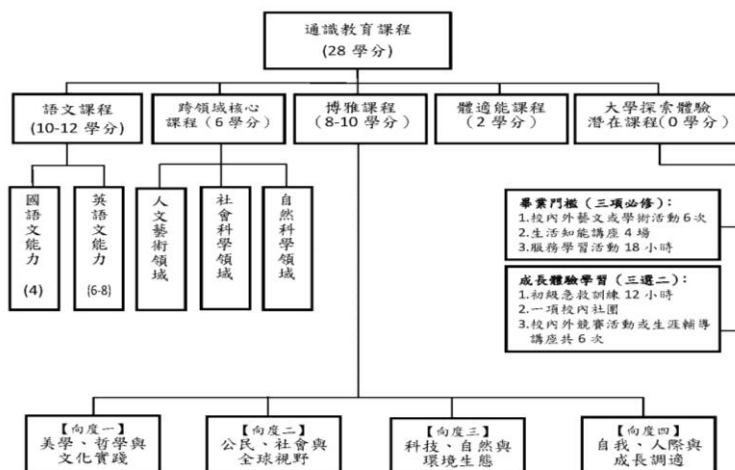 通識教育課程
(28 學分)
語文課程
(10-12 學分)
跨領域核心
課程（6 學分）
博雅課程
(8-10 學分)
體適能課程
(2 學分)
大學探索體驗
潛在課程(0 學分)
國語文能力
(4)
英語文能力
(6-8)
人文藝術領域
社會科學領域
自然科學領域
畢業門檻（三項必修）：
1.校內外藝文或學術活動 6 次
2.生活知能講座 4 場
3.服務學習活動 18 小時
成長體驗學習（三選二）：
1.初級急救訓練 12 小時
2.一項校內社團
3.校內外競賽活動或生涯輔導
講座共 6 次
【向度一】
美學、哲學與
文化實踐
【向度二】
公民、社會與
全球視野
【向度三】
科技、自然與
環境生態
【向度四】
自我、人際與
成長調適